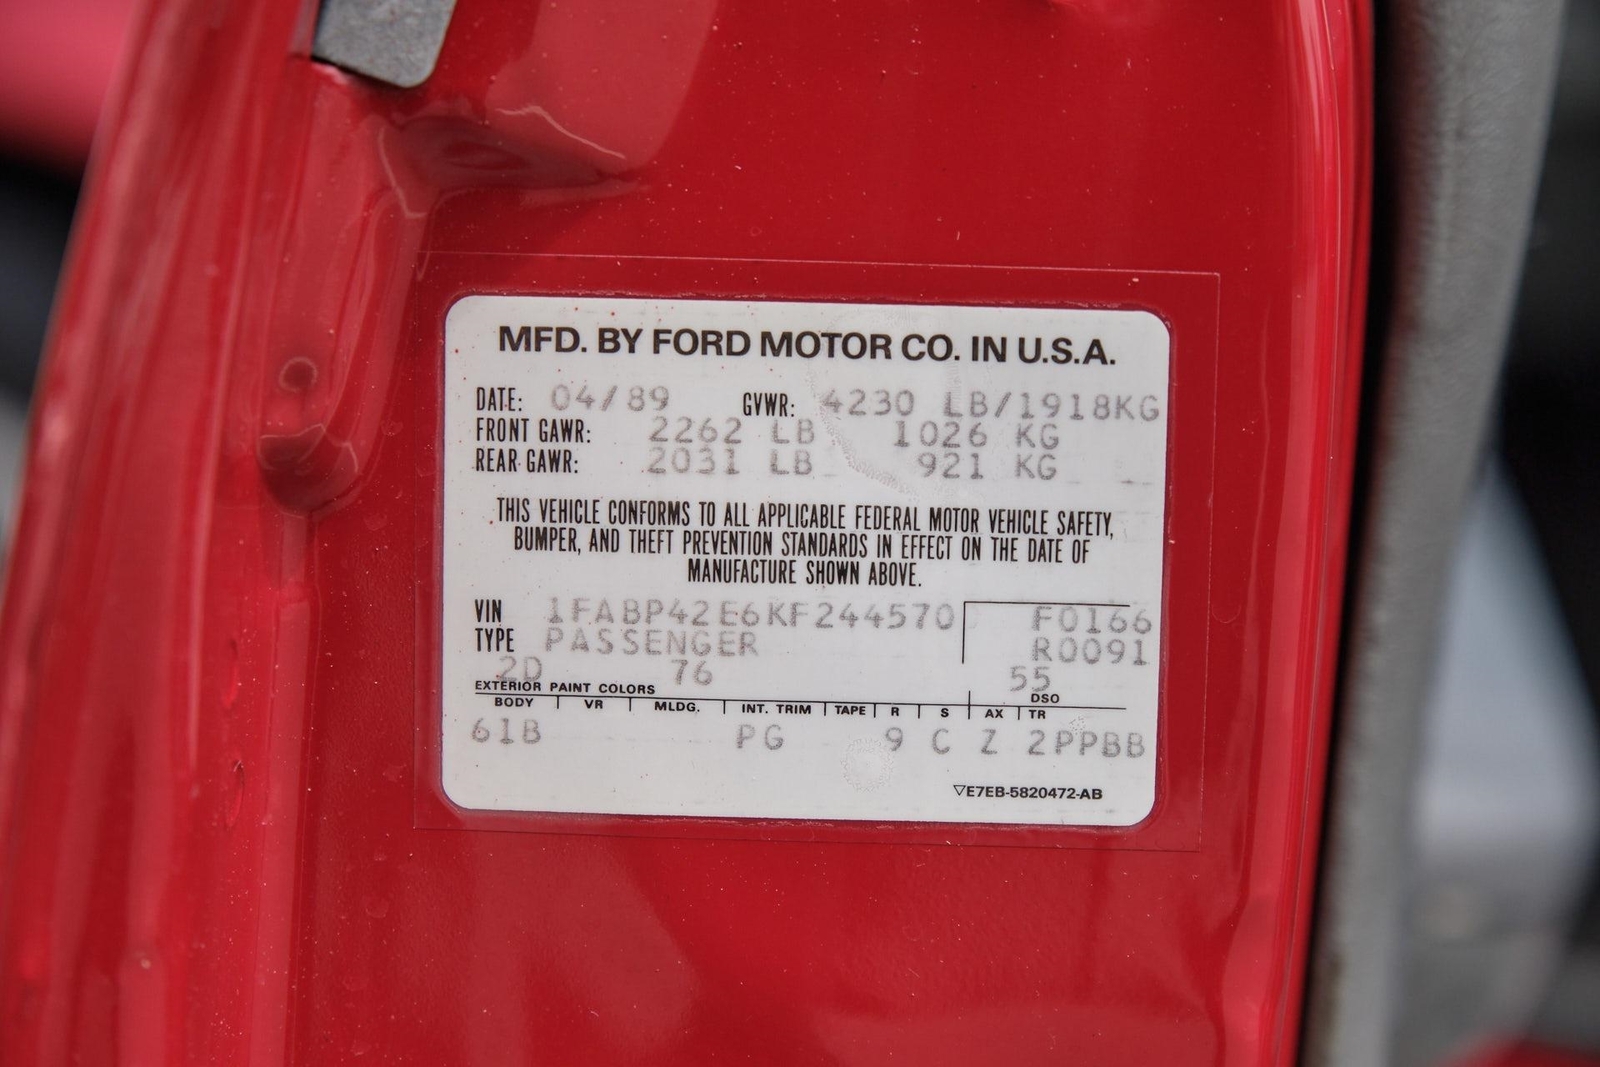 MFD. BY FORD MOTOR CO. IN U.S.A.
DATE: 04/89 GVWR: 4230 LB/1918KG
FRONT GAWR: 2262 LB 1026 KG
REAR GAWR: 2031 LB 921 KG
THIS VEHICLE CONFORMS TO ALL APPLICABLE FEDERAL MOTOR VEHICLE SAFETY,
BUMPER, AND THEFT PREVENTION STANDARDS IN EFFECT ON THE DATE OF
MANUFACTURE SHOWN ABOVE.
VIN 1FABP42E6KF244570 F0166
TYPE PASSENGER R0091
2D 76 55
EXTERIOR PAINT COLORS DSO
BODY VR MLDG. INT. TRIM TAPE R S AX TR
61B PG 9 C Z 2PPBB
▽E7EB-5820472-AB